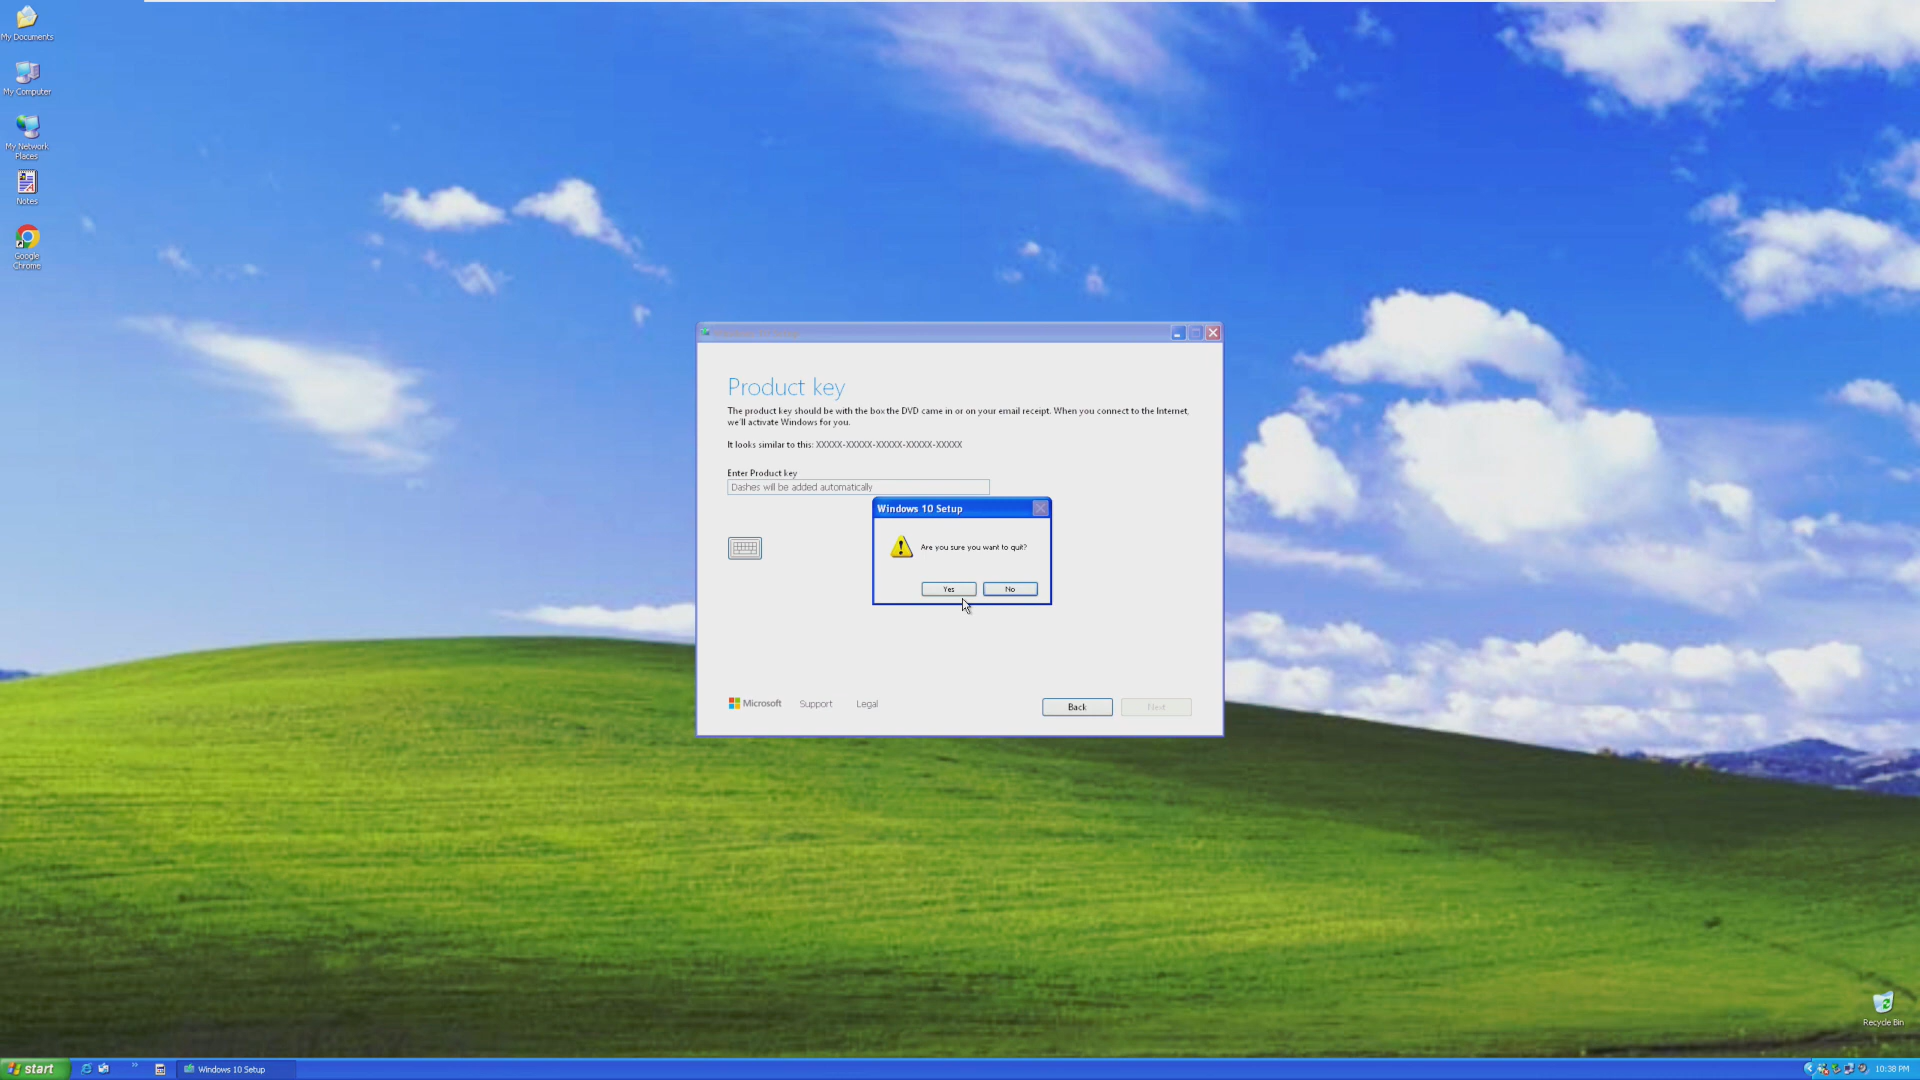 My Documents
My Computer
My Network
Places
Notes
Google
Chrome
Product key
The product key should be with the box the DVD came in or on your email receipt. When you connect to the Internet,
we'll activate Windows for you.
It looks similar to this: XXXXX-XXXXX-XXXXX-XXXXX-XXXXX
Enter Product key
Dashes will be added automatically
Windows 10 Setup
Are you sure you want to quit?
Yes
No
Microsoft
Support
Legal
Back
Next
Recycle Bin
start
Windows 10 Setup
10:38 PM